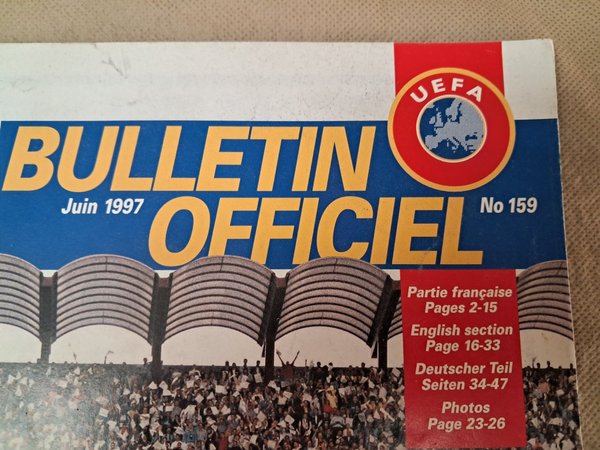 UEFA
BULLETIN
Juin 1997
OFFICIEL
No 159
Partie française
Pages 2-15
English section
Page 16-33
Deutscher Teil
Seiten 34-47
Photos
Page 23-26